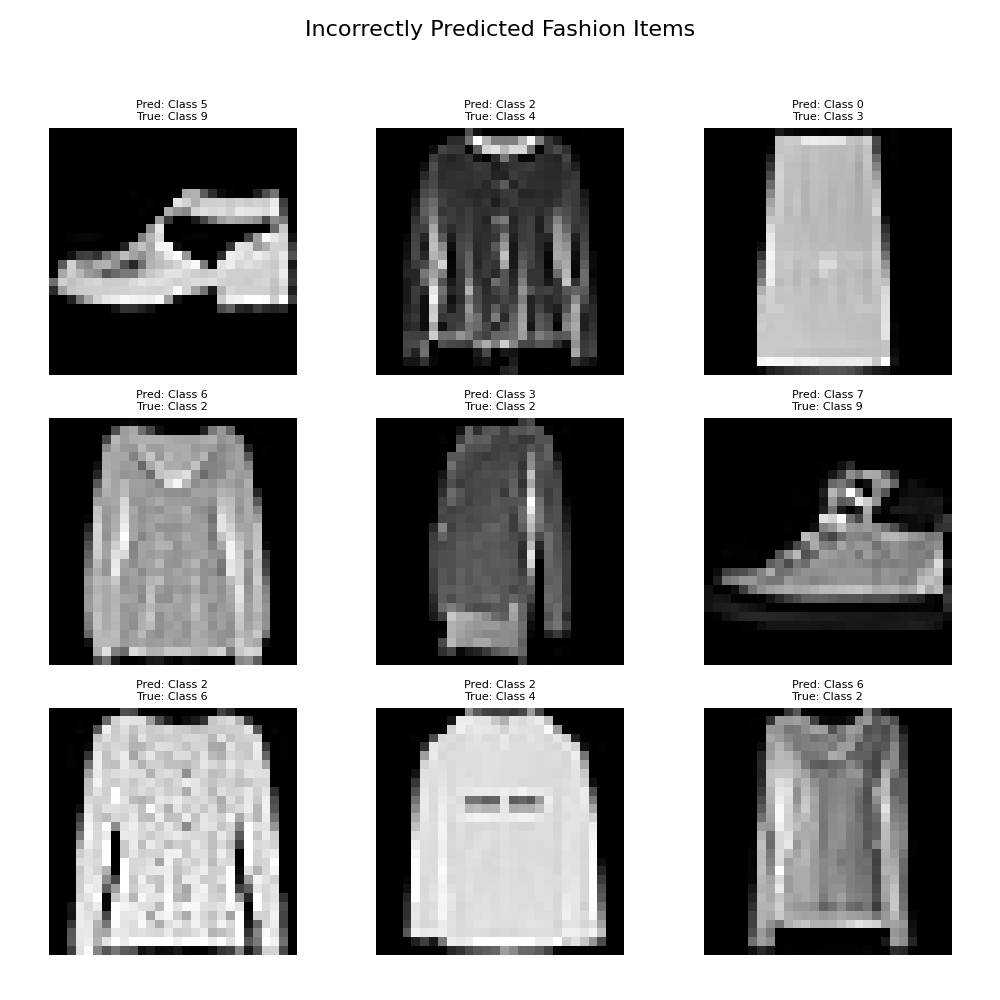 Incorrectly Predicted Fashion Items
Pred: Class 5
True: Class 9
Pred: Class 2
True: Class 4
Pred: Class 0
True: Class 3
Pred: Class 6
True: Class 2
Pred: Class 3
True: Class 2
Pred: Class 7
True: Class 9
Pred: Class 2
True: Class 6
Pred: Class 2
True: Class 4
Pred: Class 6
True: Class 2